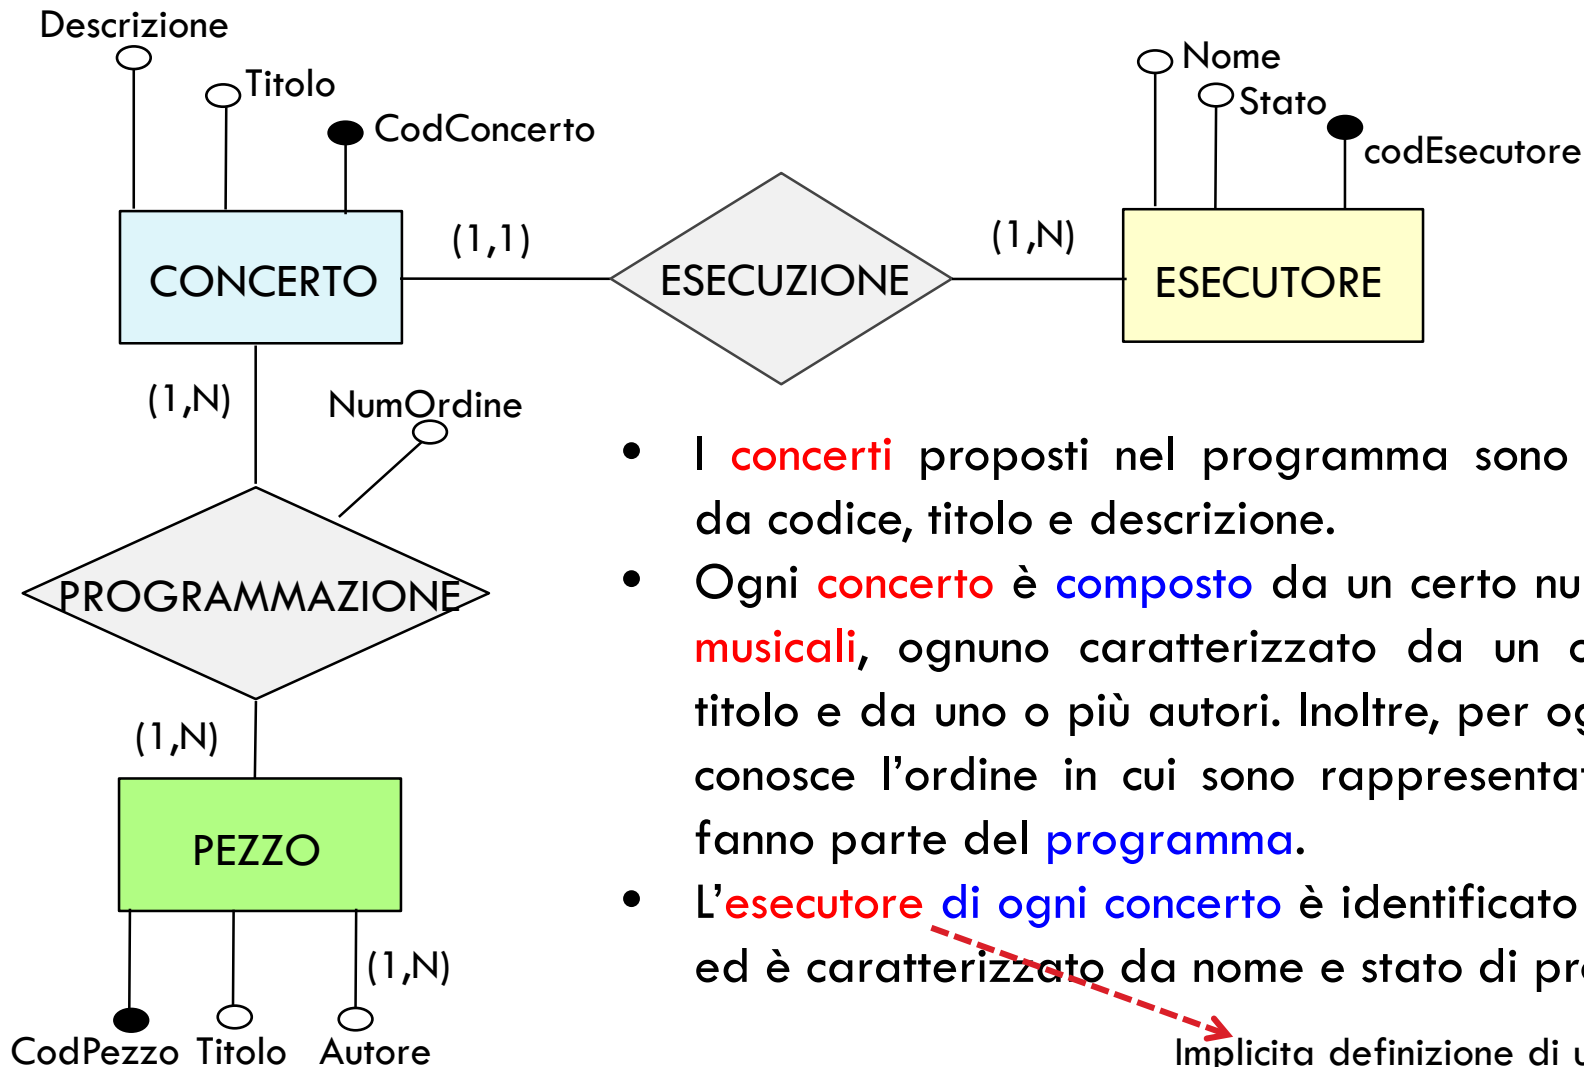 Descrizione
Titolo
CodConcerto
Nome
Stato
codEsecutore
CONCERTO
(1,1)
ESECUZIONE
(1,N)
ESECUTORE
(1,N)
NumOrdine
PROGRAMMAZIONE
(1,N)
PEZZO
(1,N)
CodPezzo Titolo Autore
• I concerti proposti nel programma sono
da codice, titolo e descrizione.
• Ogni concerto è composto da un certo nu
musicali, ognuno caratterizzato da un
titolo e da uno o più autori. Inoltre, per og
conosce l’ordine in cui sono rappresentat
fanno parte del programma.
• L’esecutore di ogni concerto è identificato
ed è caratterizzato da nome e stato di pr
Implicita definizione di u